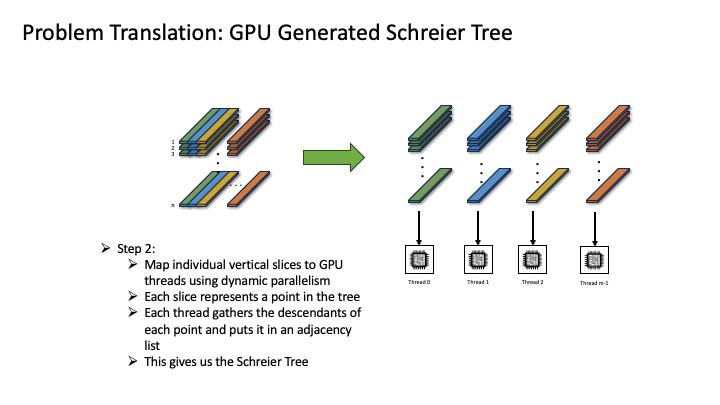 Problem Translation: GPU Generated Schreier Tree
1
2
3
n
➢ Step 2:
➢ Map individual vertical slices to GPU
threads using dynamic parallelism
➢ Each slice represents a point in the tree
➢ Each thread gathers the descendants of
each point and puts it in an adjacency
list
➢ This gives us the Schreier Tree
Thread 0
Thread 1
Thread 2
Thread m-1